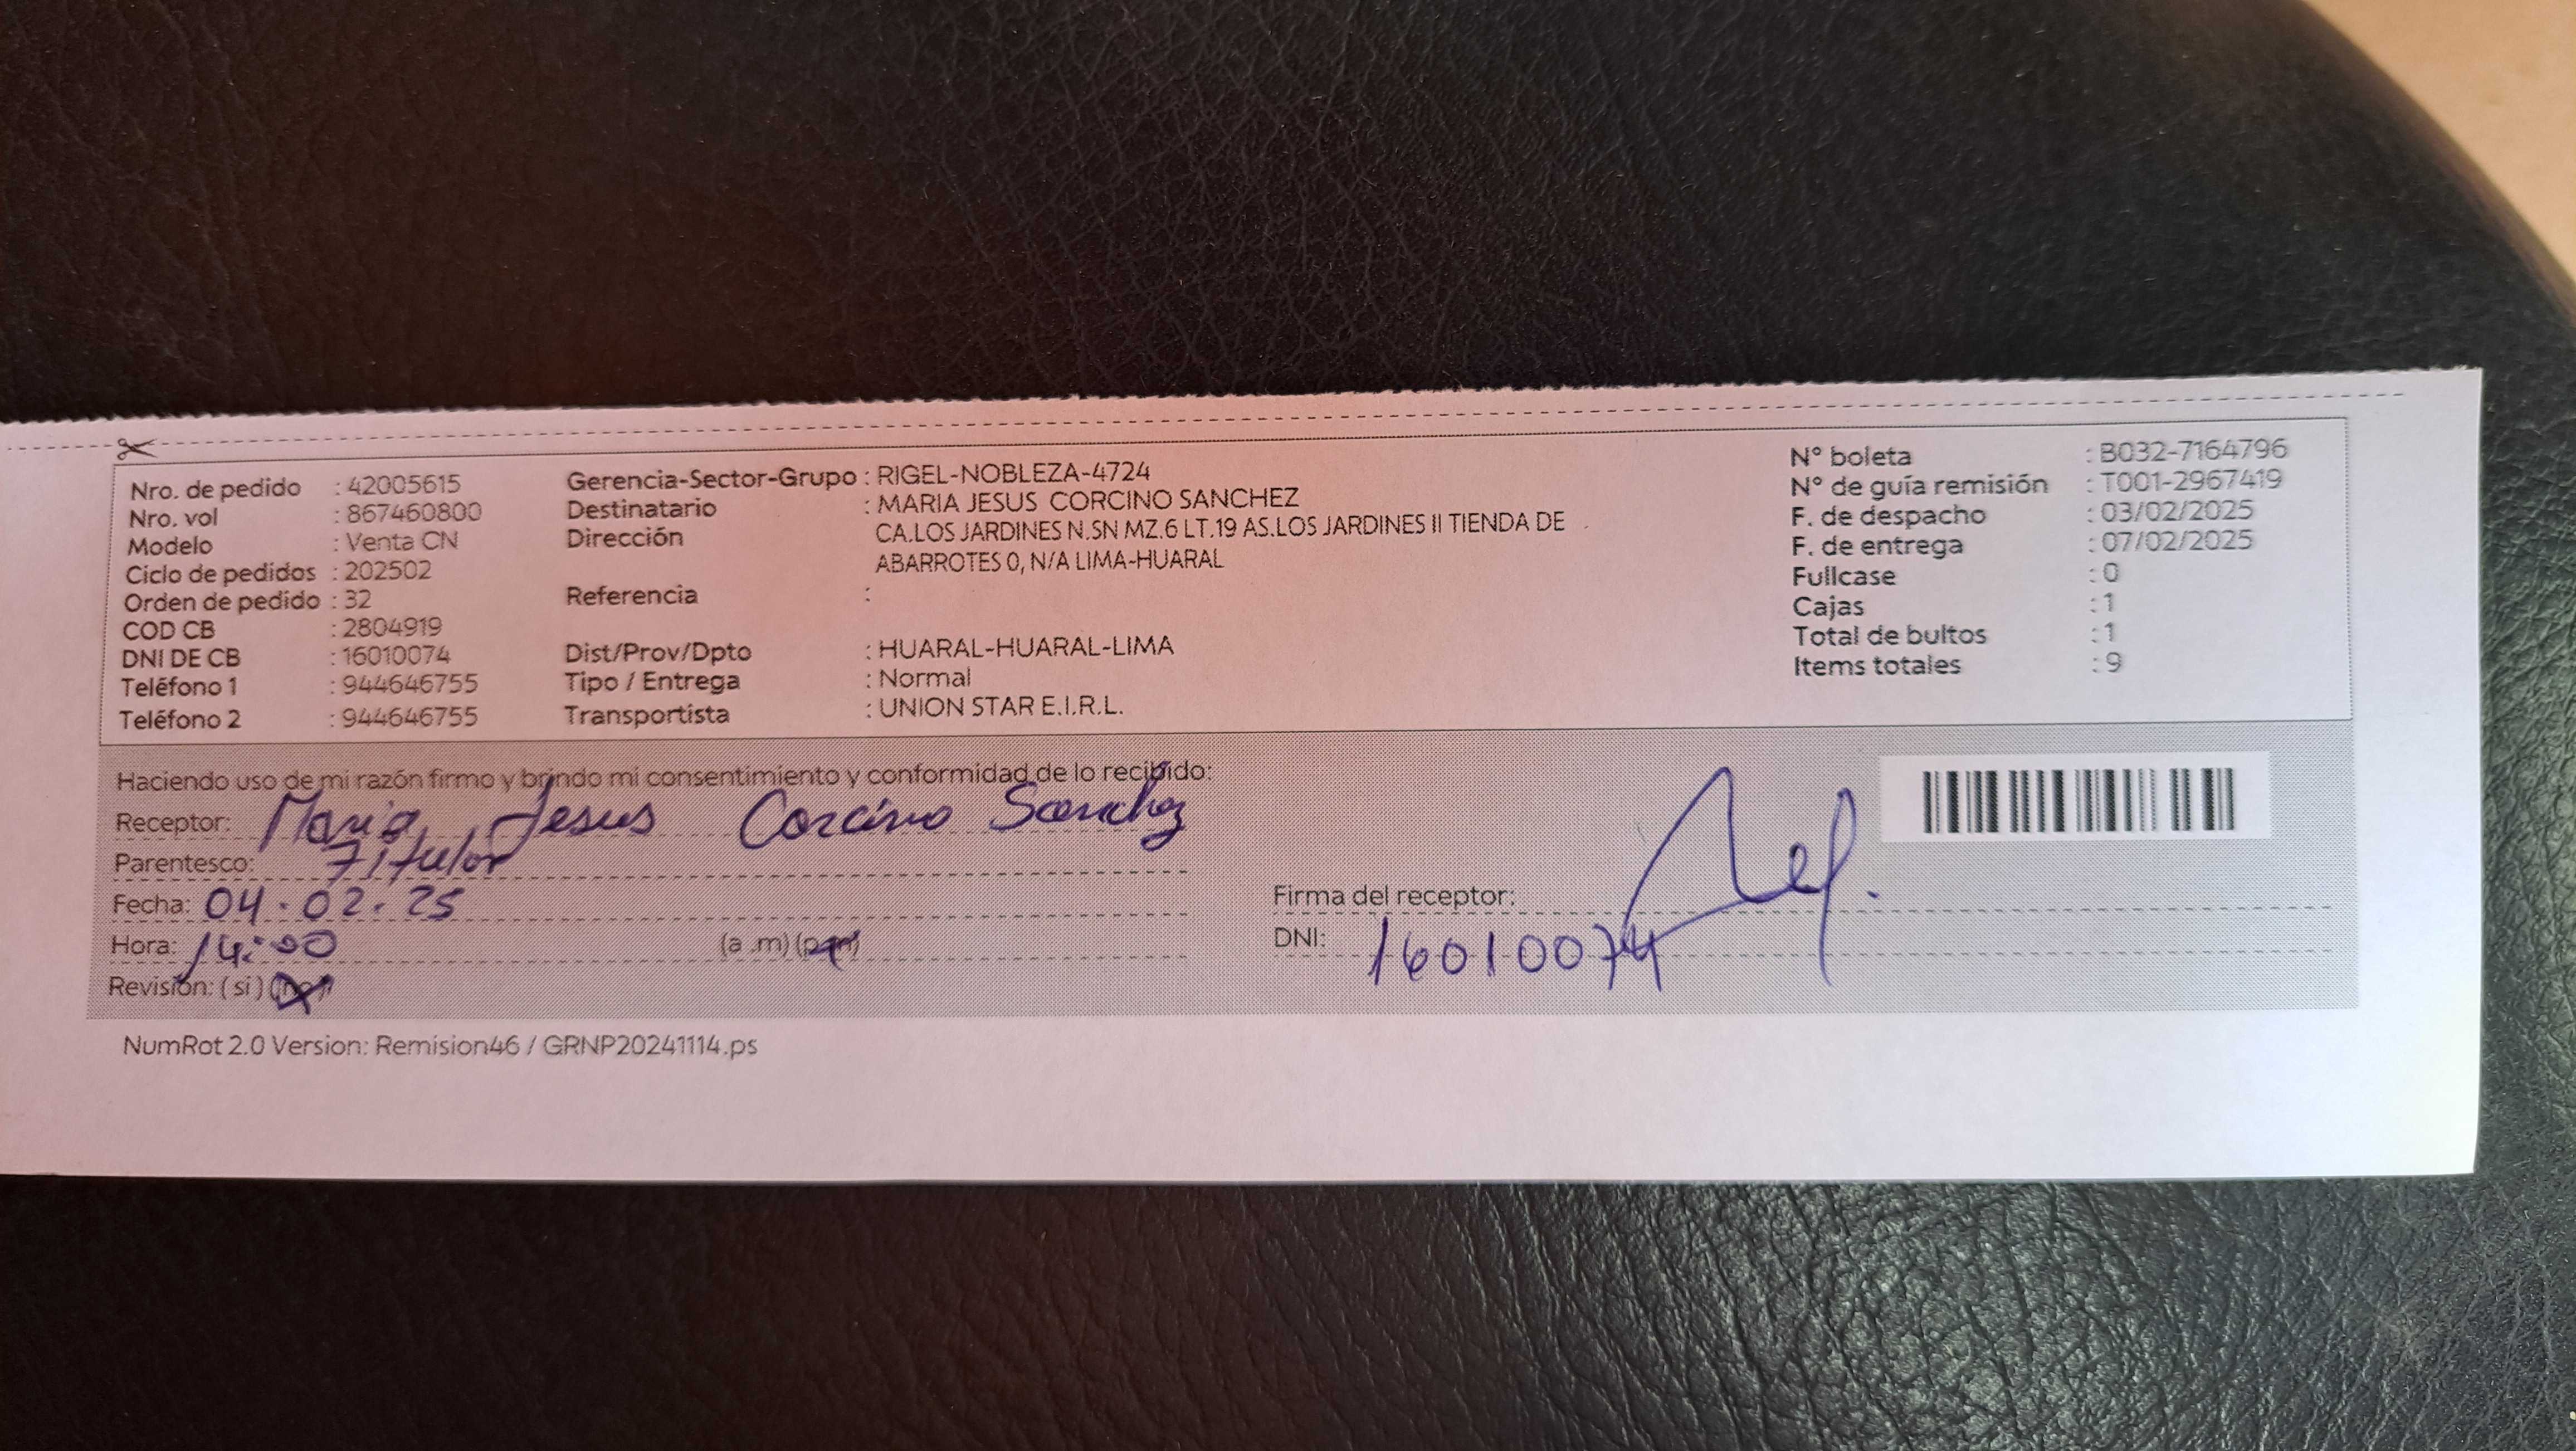 Nro. de pedido : 42005615
Nro. vol : 867460800
Modelo : Venta CN
Ciclo de pedidos : 202502
Orden de pedido : 32
COD CB : 2804919
DNI DE CB : 16010074
Teléfono 1 : 944646755
Teléfono 2 : 944646755
Gerencia-Sector-Grupo : RIGEL-NOBLEZA-4724
Destinatario : MARIA JESUS CORCINO SANCHEZ
Dirección CA.LOS JARDINES N.SN MZ.6 LT.19 AS.LOS JARDINES II TIENDA DE
ABARROTES 0, N/A LIMA-HUARAL
Referencia :
Dist/Prov/Dpto : HUARAL-HUARAL-LIMA
Tipo / Entrega : Normal
Transportista : UNION STAR E.I.R.L.
N° boleta : B032-7164796
N° de guía remisión : T001-2967419
F. de despacho : 03/02/2025
F. de entrega : 07/02/2025
Fullcase : 0
Cajas : 1
Total de bultos : 1
Items totales : 9
Haciendo uso de mi razón firmo y brindo mi consentimiento y conformidad de lo recibido:
Receptor: Maria Jesus Corcino Sanchez
Parentesco: Titular
Fecha: 04.02.25
Hora: 14:00 (a .m) (p.m)
Revisión: ( si ) ( no )
Firma del receptor:
DNI: 16010074
NumRot 2.0 Version: Remision46 / GRNP20241114.ps